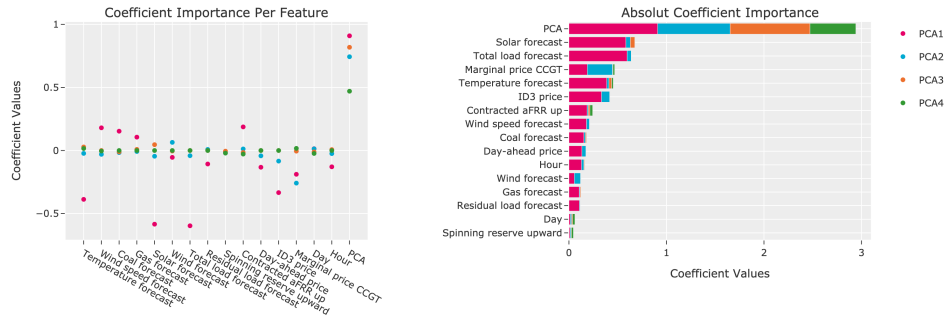 Coefficient Importance Per Feature
Coefficient Values
1
0.5
0
−0.5
Temperature forecast
Wind speed forecast
Coal forecast
Gas forecast
Solar forecast
Wind forecast
Total load forecast
Residual load forecast
Spinning reserve upward
Contracted aFRR up
Day-ahead price
ID3 price
Marginal price CCGT
Day
Hour
PCA
Absolut Coefficient Importance
PCA
Solar forecast
Total load forecast
Marginal price CCGT
Temperature forecast
ID3 price
Contracted aFRR up
Wind speed forecast
Coal forecast
Day-ahead price
Hour
Wind forecast
Gas forecast
Residual load forecast
Day
Spinning reserve upward
0
1
2
3
Coefficient Values
PCA1
PCA2
PCA3
PCA4